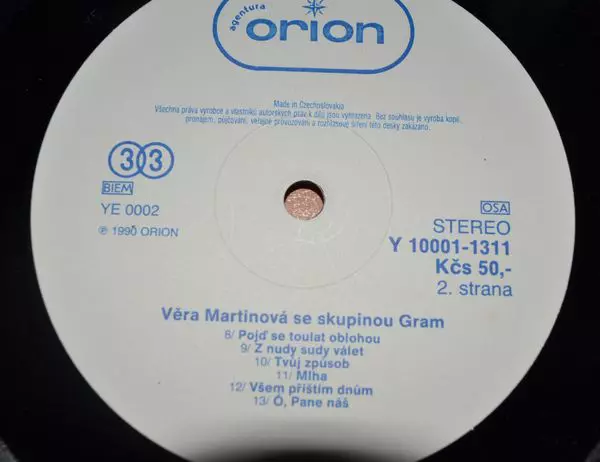 agentura
orion
Made in Czechoslovakia
Všechna práva výrobce a vlastníků autorských práv k dílu jsou vyhrazena. Bez souhlasu je výroba kopií,
pronájem, půjčování, veřejné provozování a rozhlasové šíření této desky zakázáno.
33
BIEM
YE 0002
℗ 1990 ORION
OSA
STEREO
Y 10001-1311
Kčs 50,-
2. strana
Věra Martinová se skupinou Gram
8/ Pojď se toulat oblohou
9/ Z nudy sudy válet
10/ Tvůj způsob
11/ Mlha
12/ Všem příštím dnům
13/ Ó, Pane náš